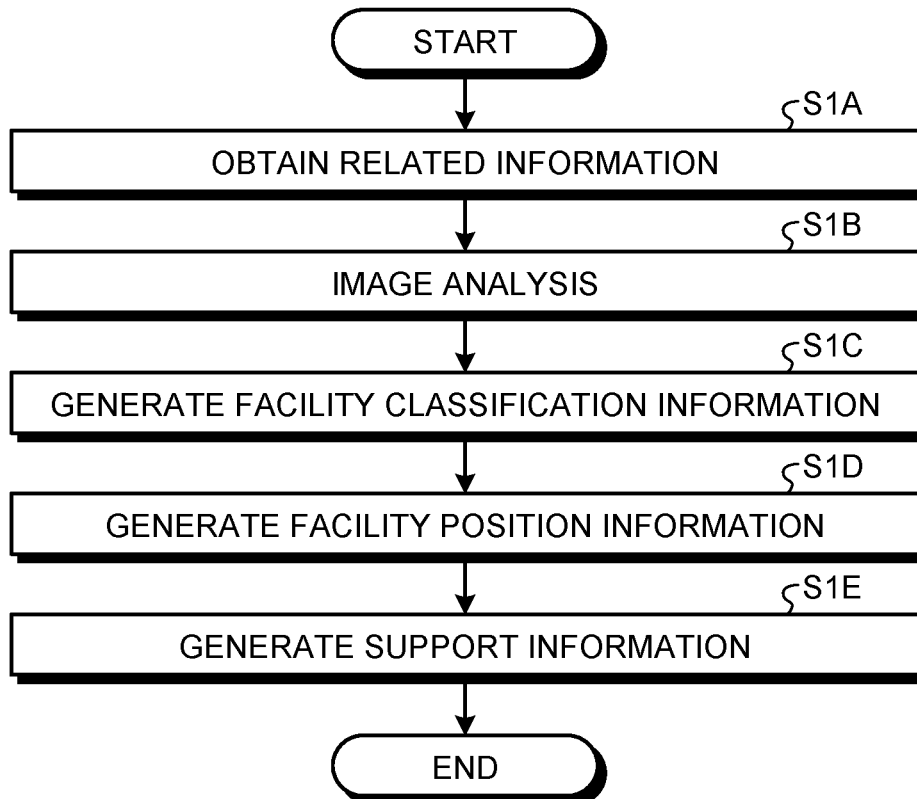 START
S1A
OBTAIN RELATED INFORMATION
S1B
IMAGE ANALYSIS
S1C
GENERATE FACILITY CLASSIFICATION INFORMATION
S1D
GENERATE FACILITY POSITION INFORMATION
S1E
GENERATE SUPPORT INFORMATION
END